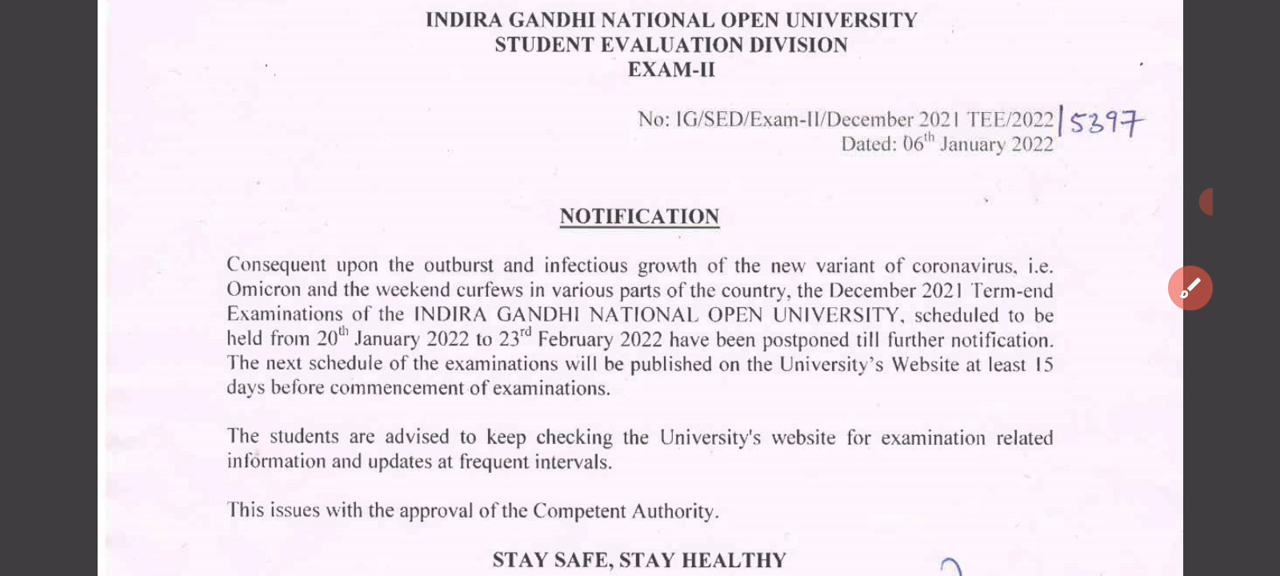 INDIRA GANDHI NATIONAL OPEN UNIVERSITY
STUDENT EVALUATION DIVISION
EXAM-II
No: IG/SED/Exam-II/December 2021 TEE/2022/5397
Dated: 06th January 2022
NOTIFICATION
Consequent upon the outburst and infectious growth of the new variant of coronavirus, i.e.
Omicron and the weekend curfews in various parts of the country, the December 2021 Term-end
Examinations of the INDIRA GANDHI NATIONAL OPEN UNIVERSITY, scheduled to be
held from 20th January 2022 to 23rd February 2022 have been postponed till further notification.
The next schedule of the examinations will be published on the University's Website at least 15
days before commencement of examinations.
The students are advised to keep checking the University's website for examination related
information and updates at frequent intervals.
This issues with the approval of the Competent Authority.
STAY SAFE, STAY HEALTHY